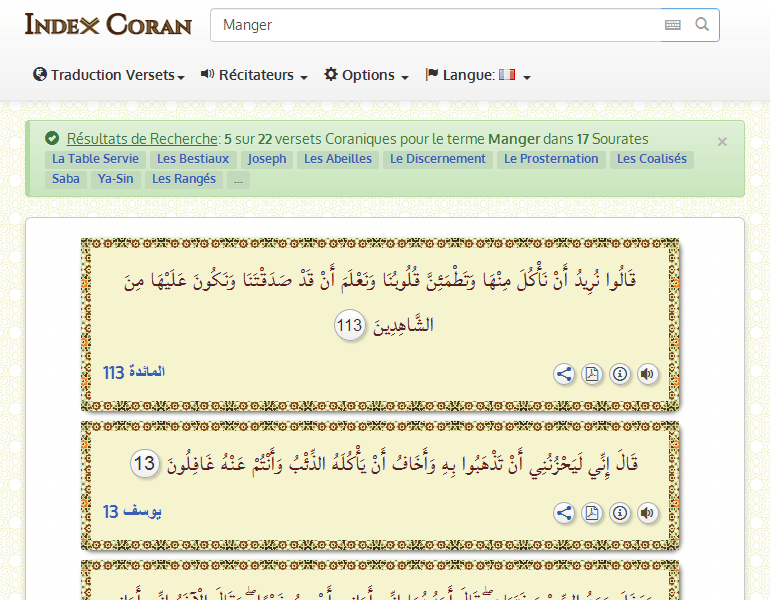 Index Coran
Manger
Traduction Versets
Récitateurs
Options
Langue:
Résultats de Recherche: 5 sur 22 versets Coraniques pour le terme Manger dans 17 Sourates
×
La Table Servie Les Bestiaux Joseph Les Abeilles Le Discernement Le Prosternation Les Coalisés
Saba Ya-Sin Les Rangés ...
قَالُوا نُرِيدُ أَنْ نَأْكُلَ مِنْهَا وَتَطْمَئِنَّ قُلُوبُنَا وَنَعْلَمَ أَنْ قَدْ صَدَقْتَنَا وَنَكُونَ عَلَيْهَا مِنَ
الشَّاهِدِينَ 113
المائدة 113
قَالَ إِنِّي لَيَحْزُنُنِي أَنْ تَذْهَبُوا بِهِ وَأَخَافُ أَنْ يَأْكُلَهُ الذِّئْبُ وَأَنْتُمْ عَنْهُ غَافِلُونَ 13
يوسف 13